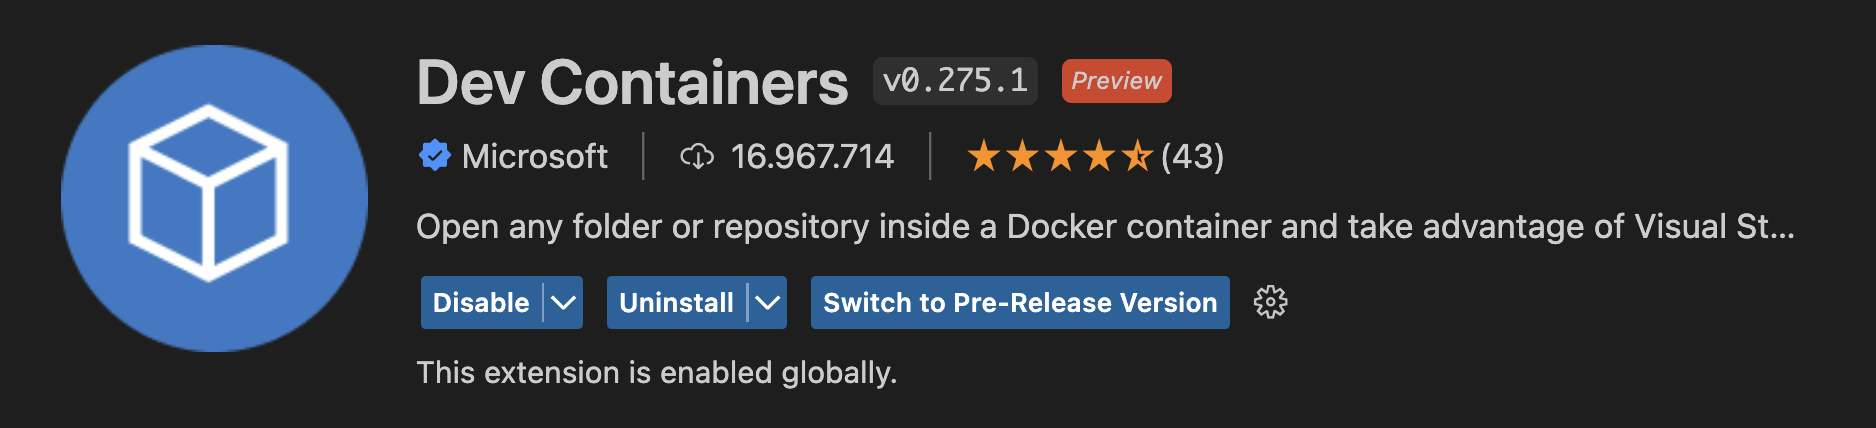 Dev Containers v0.275.1 Preview
Microsoft 16.967.714 (43)
Open any folder or repository inside a Docker container and take advantage of Visual St...
Disable Uninstall Switch to Pre-Release Version
This extension is enabled globally.